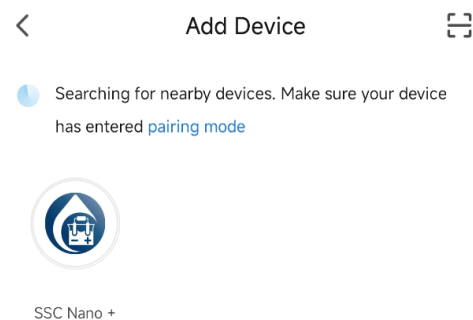 Add Device
Searching for nearby devices. Make sure your device
has entered pairing mode
SSC Nano +